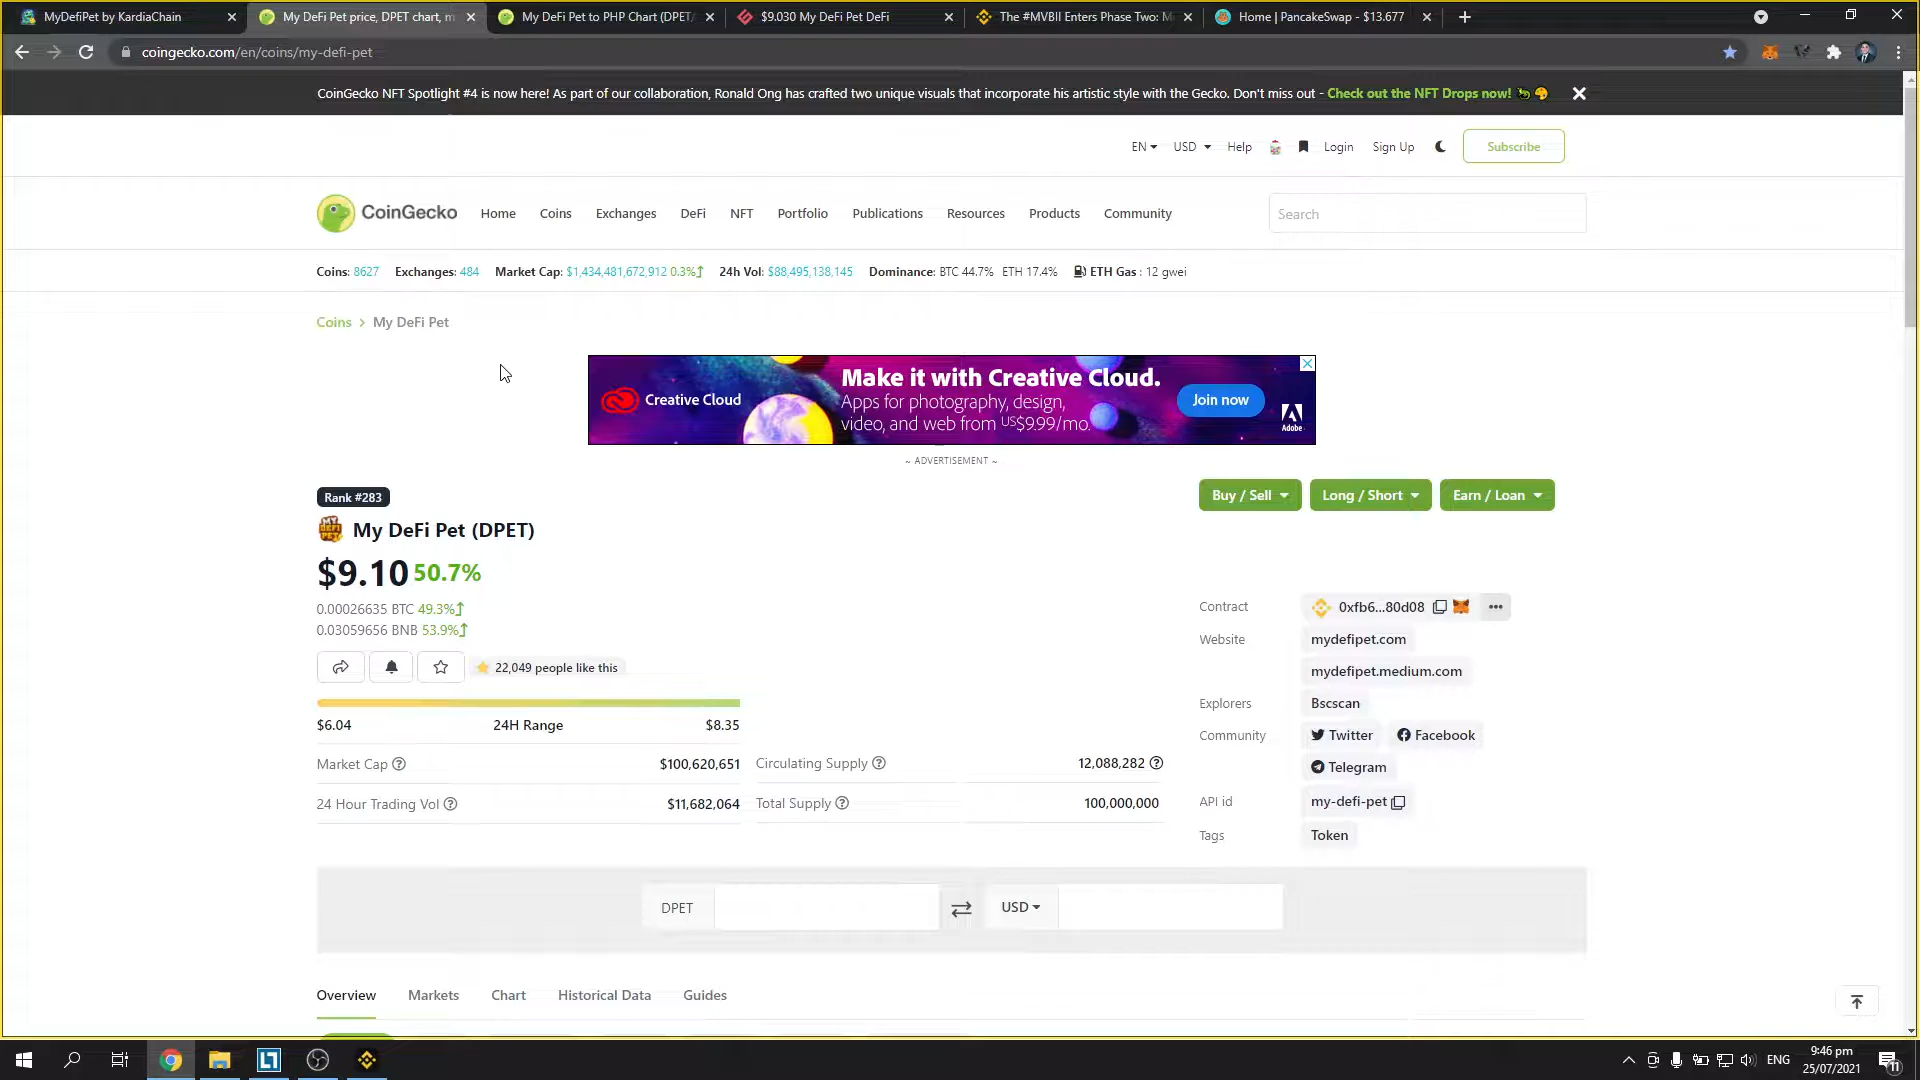 MyDefiPet by KardiaChain
My DeFi Pet price, DPET chart, m
My DeFi Pet to PHP Chart (DPET/
$9.030 My DeFi Pet DeFi
The #MVBII Enters Phase Two: M
Home | PancakeSwap - $13.677
coingecko.com/en/coins/my-defi-pet
CoinGecko NFT Spotlight #4 is now here! As part of our collaboration, Ronald Ong has crafted two unique visuals that incorporate his artistic style with the Gecko. Don't miss out - Check out the NFT Drops now!
EN USD Help Login Sign Up Subscribe
CoinGecko Home Coins Exchanges DeFi NFT Portfolio Publications Resources Products Community Search
Coins: 8627 Exchanges: 484 Market Cap: $1,434,481,672,912 0.3% 24h Vol: $88,495,138,145 Dominance: BTC 44.7% ETH 17.4% ETH Gas : 12 gwei
Coins > My DeFi Pet
Creative Cloud
Make it with Creative Cloud.
Apps for photography, design,
video, and web from US$9.99/mo.
Join now
Adobe
~ ADVERTISEMENT ~
Rank #283
My DeFi Pet (DPET)
$9.10 50.7%
0.00026635 BTC 49.3%
0.03059656 BNB 53.9%
22,049 people like this
$6.04 24H Range $8.35
Market Cap $100,620,651
24 Hour Trading Vol $11,682,064
Circulating Supply 12,088,282
Total Supply 100,000,000
Buy / Sell Long / Short Earn / Loan
Contract 0xfb6...80d08
Website mydefipet.com
mydefipet.medium.com
Explorers Bscscan
Community Twitter Facebook
Telegram
API id my-defi-pet
Tags Token
DPET USD
Overview Markets Chart Historical Data Guides
ENG
9:46 pm
25/07/2021
11